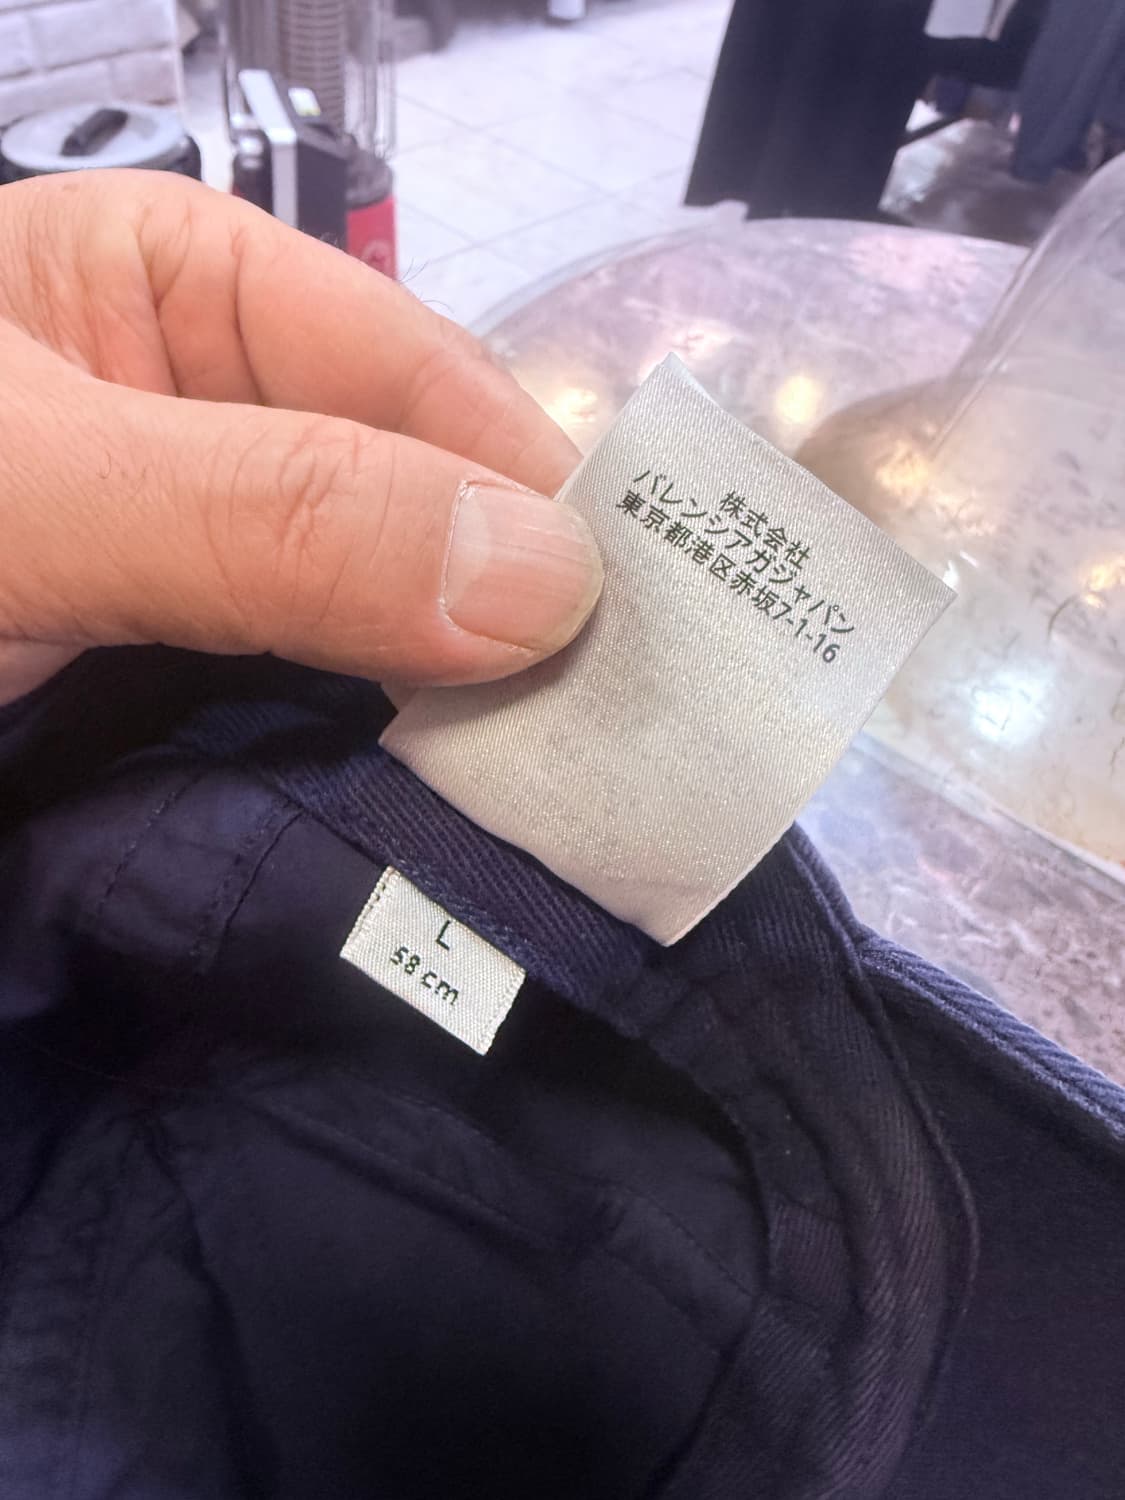 株式会社
バレンシアガジャパン
東京都港区赤坂7-1-16
L
58 cm